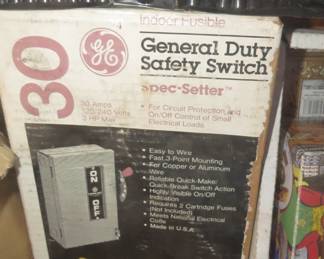 Indoor Fusible
30
GE
General Duty
Safety Switch
Spec-Setter™
30 Amps
120/240 Volts
3 HP Max
• For Circuit Protection and
On/Off Control of Small
Electrical Loads
• Easy to Wire
• Fast 3-Point Mounting
• For Copper or Aluminum
Wire
• Reliable Quick-Make/
Quick-Break Switch Action
• Highly Visible On/Off
Indication
• Requires 2 Cartridge Fuses
(Not Included)
• Meets National Electrical
Code
• Made in U.S.A.
ON
OFF